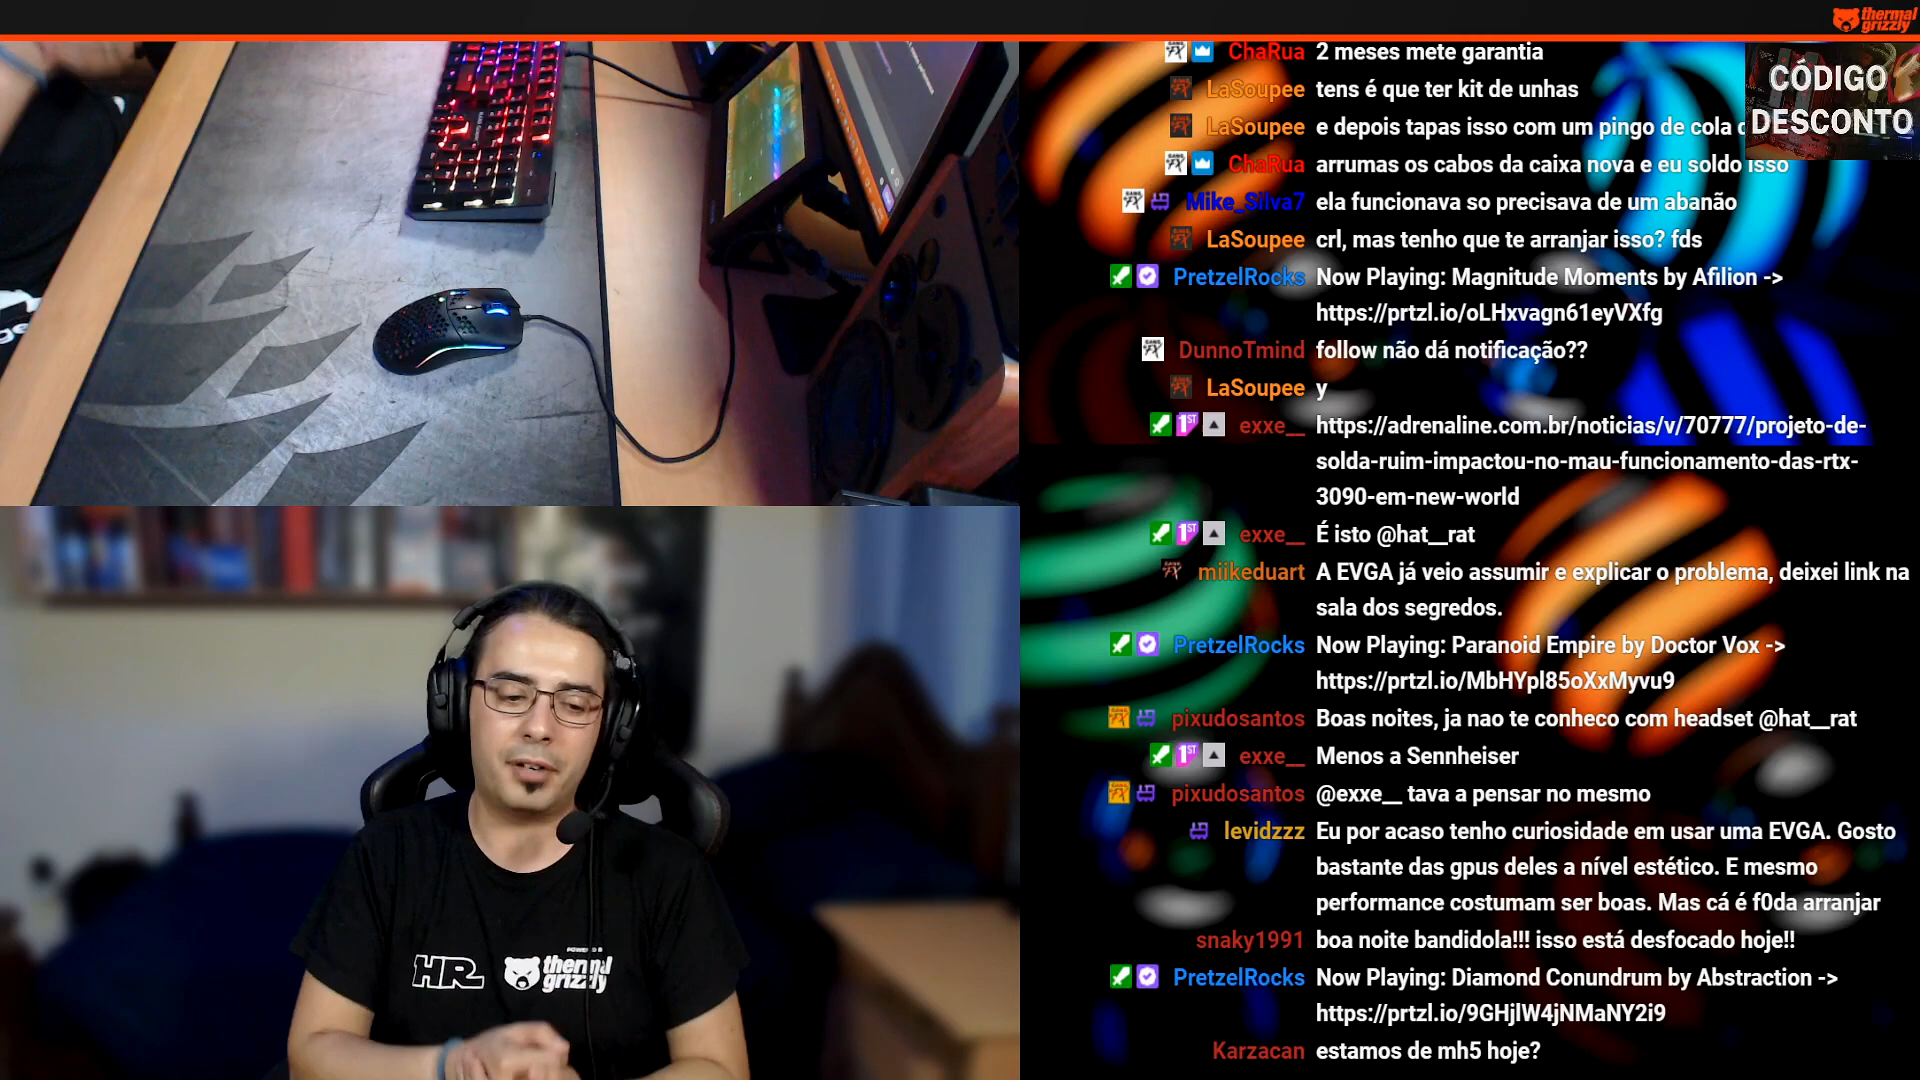 thermal
grizzly
CÓDIGO
DESCONTO
ChaRua 2 meses mete garantia
LaSoupee tens é que ter kit de unhas
LaSoupee e depois tapas isso com um pingo de cola
ChaRua arrumas os cabos da caixa nova e eu soldo isso
Mike_Silva7 ela funcionava so precisava de um abanão
LaSoupee crl, mas tenho que te arranjar isso? fds
PretzelRocks Now Playing: Magnitude Moments by Afilion ->
https://prtzl.io/oLHxvagn61eyVXfg
DunnoTmind follow não dá notificação??
LaSoupee y
exxe__ https://adrenaline.com.br/noticias/v/70777/projeto-de-
solda-ruim-impactou-no-mau-funcionamento-das-rtx-
3090-em-new-world
exxe__ É isto @hat__rat
miikeduart A EVGA já veio assumir e explicar o problema, deixei link na
sala dos segredos.
PretzelRocks Now Playing: Paranoid Empire by Doctor Vox ->
https://prtzl.io/MbHYpl85oXxMyvu9
pixudosantos Boas noites, ja nao te conheco com headset @hat__rat
exxe__ Menos a Sennheiser
pixudosantos @exxe__ tava a pensar no mesmo
levidzzz Eu por acaso tenho curiosidade em usar uma EVGA. Gosto
bastante das gpus deles a nível estético. E mesmo
performance costumam ser boas. Mas cá é f0da arranjar
snaky1991 boa noite bandidola!!! isso está desfocado hoje!!
PretzelRocks Now Playing: Diamond Conundrum by Abstraction ->
https://prtzl.io/9GHjlW4jNMaNY2i9
Karzacan estamos de mh5 hoje?
POWERED BY
HR thermal
grizzly